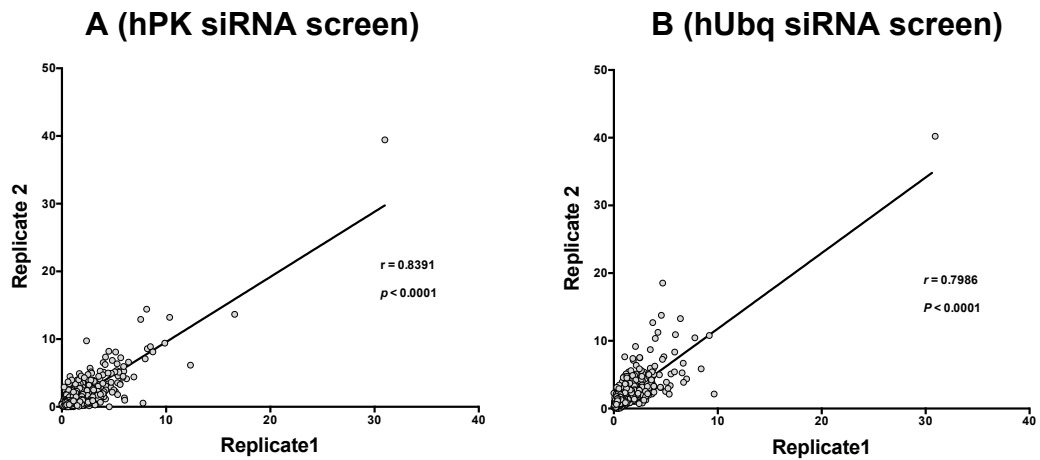 A (hPK siRNA screen)
50
40
30
20
10
0
0
10
20
30
40
Replicate 2
Replicate1
r = 0.8391
p < 0.0001
B (hUbq siRNA screen)
50
40
30
20
10
0
0
10
20
30
40
Replicate 2
Replicate1
r = 0.7986
P < 0.0001